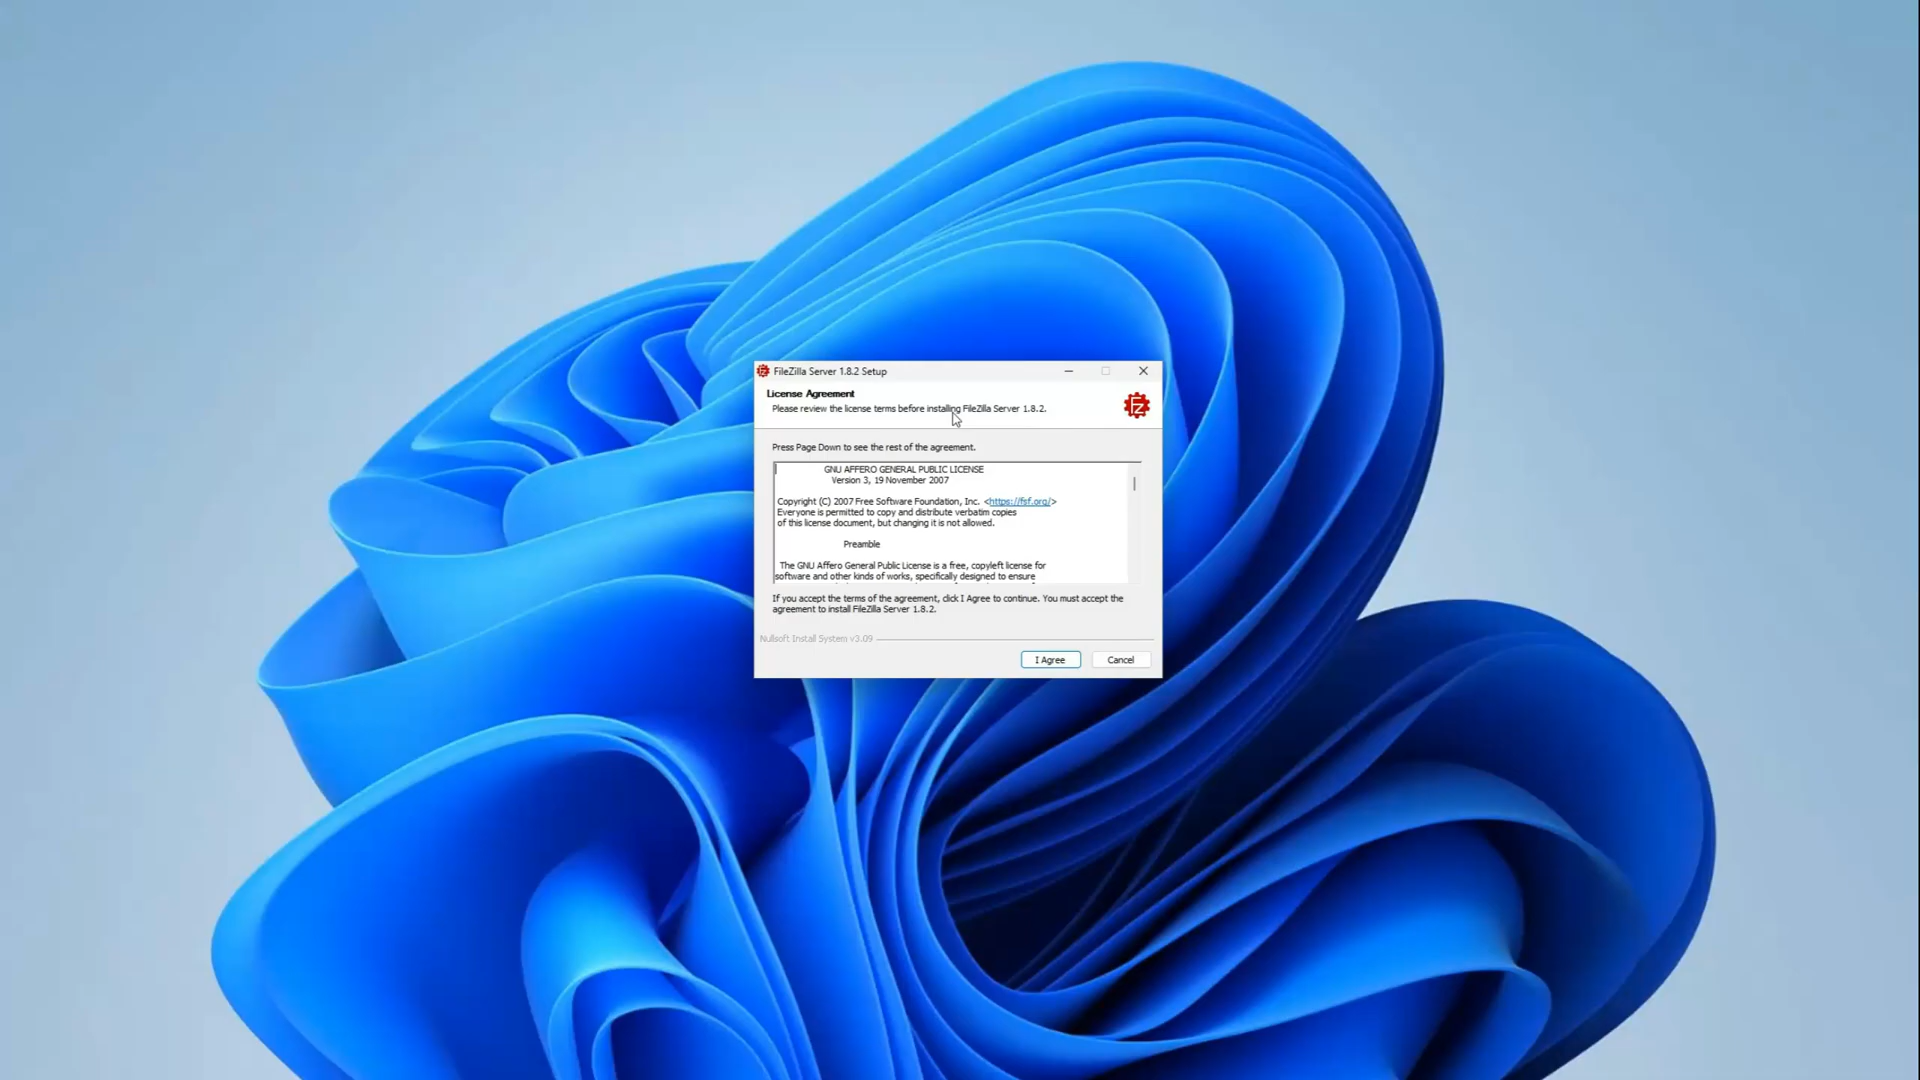 FileZilla Server 1.8.2 Setup
License Agreement
Please review the license terms before installing FileZilla Server 1.8.2.
Press Page Down to see the rest of the agreement.
GNU AFFERO GENERAL PUBLIC LICENSE
Version 3, 19 November 2007
Copyright (C) 2007 Free Software Foundation, Inc. <https://fsf.org/>
Everyone is permitted to copy and distribute verbatim copies
of this license document, but changing it is not allowed.
Preamble
The GNU Affero General Public License is a free, copyleft license for
software and other kinds of works, specifically designed to ensure
If you accept the terms of the agreement, click I Agree to continue. You must accept the
agreement to install FileZilla Server 1.8.2.
Nullsoft Install System v3.09
I Agree
Cancel